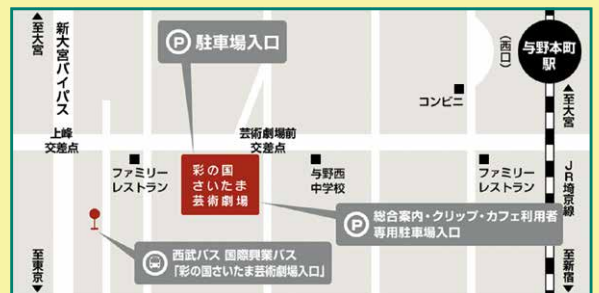 ▲至大宮
新大宮バイパス
P 駐車場入口
(西口)
与野本町
駅
▲至大宮
コンビニ
上峰
交差点
芸術劇場前
交差点
ファミリー
レストラン
彩の国
さいたま
芸術劇場
与野西
中学校
ファミリー
レストラン
JR埼京線
P 総合案内・クリップ・カフェ利用者
専用駐車場入口
西武バス 国際興業バス
「彩の国さいたま芸術劇場入口」
至東京▼
至新宿▼